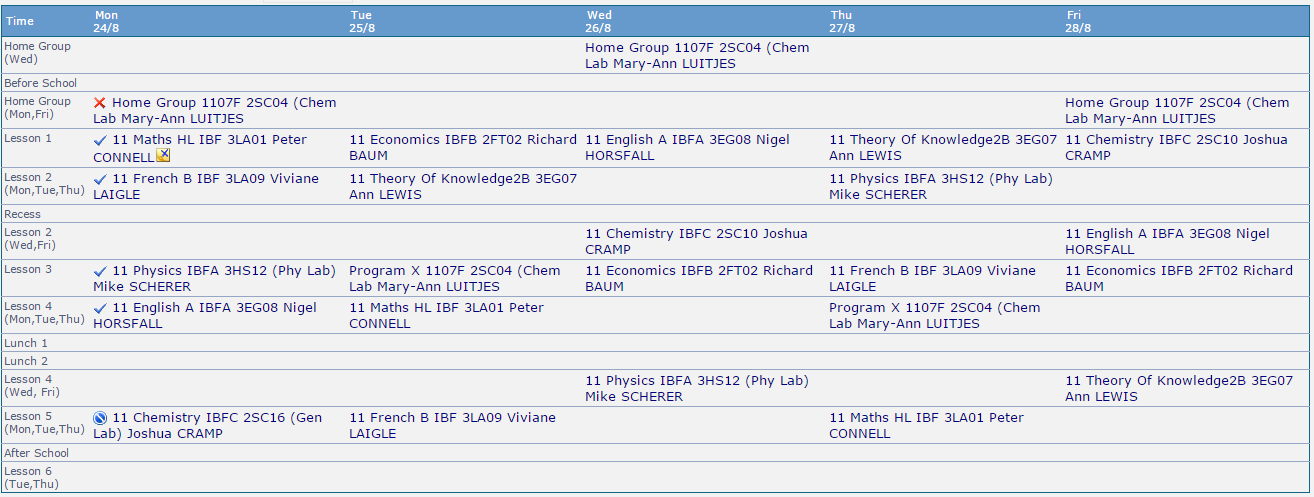 Time
Mon
24/8
Tue
25/8
Wed
26/8
Thu
27/8
Fri
28/8
Home Group
(Wed)
Home Group 1107F 2SC04 (Chem
Lab Mary-Ann LUITJES
Before School
Home Group
(Mon,Fri)
Home Group 1107F 2SC04 (Chem
Lab Mary-Ann LUITJES
Home Group 1107F 2SC04 (Chem
Lab Mary-Ann LUITJES
Lesson 1
11 Maths HL IBF 3LA01 Peter
CONNELL
11 Economics IBFB 2FT02 Richard
BAUM
11 English A IBFA 3EG08 Nigel
HORSFALL
11 Theory Of Knowledge2B 3EG07
Ann LEWIS
11 Chemistry IBFC 2SC10 Joshua
CRAMP
Lesson 2
(Mon,Tue,Thu)
11 French B IBF 3LA09 Viviane
LAIGLE
11 Theory Of Knowledge2B 3EG07
Ann LEWIS
11 Physics IBFA 3HS12 (Phy Lab)
Mike SCHERER
Recess
Lesson 2
(Wed,Fri)
11 Chemistry IBFC 2SC10 Joshua
CRAMP
11 English A IBFA 3EG08 Nigel
HORSFALL
Lesson 3
11 Physics IBFA 3HS12 (Phy Lab)
Mike SCHERER
Program X 1107F 2SC04 (Chem
Lab Mary-Ann LUITJES
11 Economics IBFB 2FT02 Richard
BAUM
11 French B IBF 3LA09 Viviane
LAIGLE
11 Economics IBFB 2FT02 Richard
BAUM
Lesson 4
(Mon,Tue,Thu)
11 English A IBFA 3EG08 Nigel
HORSFALL
11 Maths HL IBF 3LA01 Peter
CONNELL
Program X 1107F 2SC04 (Chem
Lab Mary-Ann LUITJES
Lunch 1
Lunch 2
Lesson 4
(Wed, Fri)
11 Physics IBFA 3HS12 (Phy Lab)
Mike SCHERER
11 Theory Of Knowledge2B 3EG07
Ann LEWIS
Lesson 5
(Mon,Tue,Thu)
11 Chemistry IBFC 2SC16 (Gen
Lab) Joshua CRAMP
11 French B IBF 3LA09 Viviane
LAIGLE
11 Maths HL IBF 3LA01 Peter
CONNELL
After School
Lesson 6
(Tue,Thu)